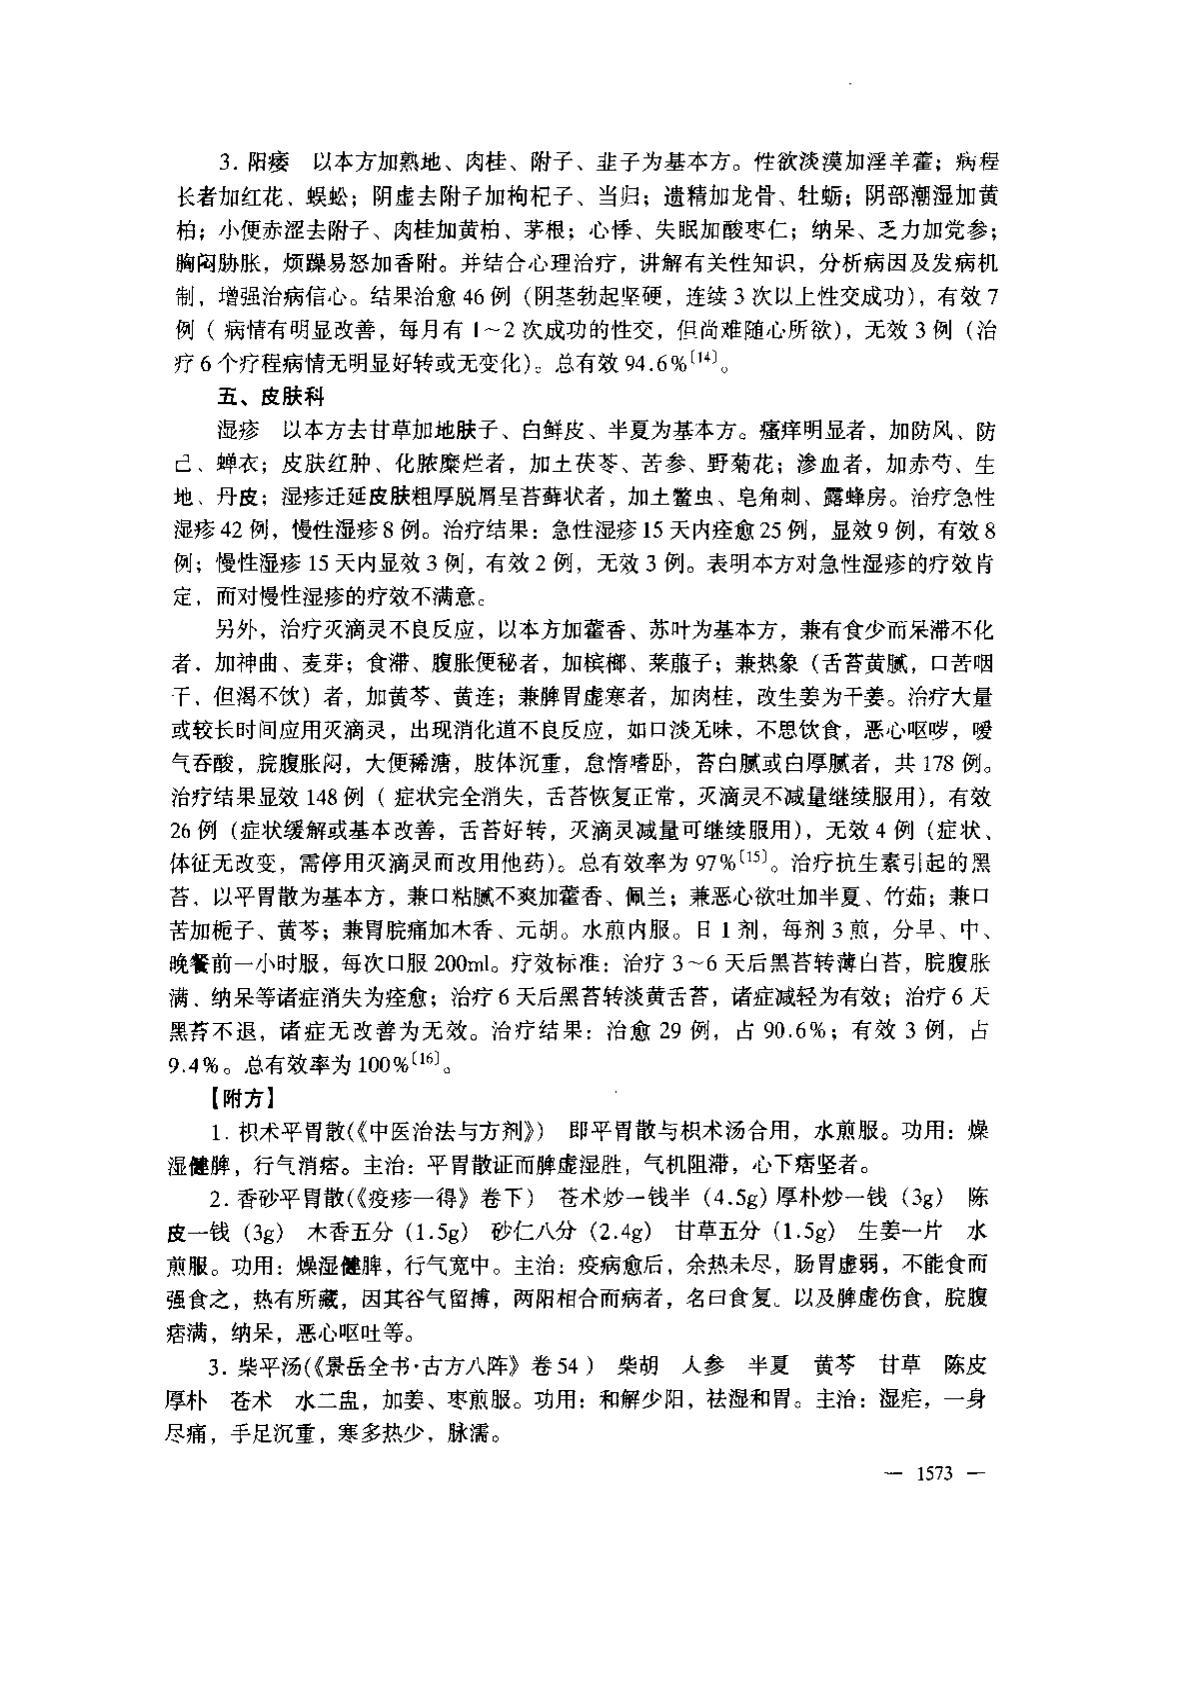 3. 阳痿　以本方加熟地、肉桂、附子、韭子为基本方。性欲淡漠加淫羊藿；病程
长者加红花、蜈蚣；阴虚去附子加枸杞子、当归；遗精加龙骨、牡蛎；阴部潮湿加黄
柏；小便赤涩去附子、肉桂加黄柏、茅根；心悸、失眠加酸枣仁；纳呆、乏力加党参；
胸闷胁胀，烦躁易怒加香附。并结合心理治疗，讲解有关性知识，分析病因及发病机
制，增强治病信心。结果治愈 46 例（阴茎勃起坚硬，连续 3 次以上性交成功），有效 7
例（ 病情有明显改善，每月有 1～2 次成功的性交，但尚难随心所欲），无效 3 例（治
疗 6 个疗程病情无明显好转或无变化）。总有效 94.6%〔14〕。
五、皮肤科
湿疹　以本方去甘草加地肤子、白鲜皮、半夏为基本方。瘙痒明显者，加防风、防
己、蝉衣；皮肤红肿、化脓糜烂者，加土茯苓、苦参、野菊花；渗血者，加赤芍、生
地、丹皮；湿疹迁延皮肤粗厚脱屑呈苔藓状者，加土鳖虫、皂角刺、露蜂房。治疗急性
湿疹 42 例，慢性湿疹 8 例。治疗结果：急性湿疹 15 天内痊愈 25 例，显效 9 例，有效 8
例；慢性湿疹 15 天内显效 3 例，有效 2 例，无效 3 例。表明本方对急性湿疹的疗效肯
定，而对慢性湿疹的疗效不满意。
另外，治疗灭滴灵不良反应，以本方加藿香、苏叶为基本方，兼有食少而呆滞不化
者，加神曲、麦芽；食滞、腹胀便秘者，加槟榔、莱菔子；兼热象（舌苔黄腻，口苦咽
干、但渴不饮）者，加黄芩、黄连；兼脾胃虚寒者，加肉桂，改生姜为干姜。治疗大量
或较长时间应用灭滴灵，出现消化道不良反应，如口淡无味，不思饮食，恶心呕哕，嗳
气吞酸，脘腹胀闷，大便稀溏，肢体沉重，怠惰嗜卧，苔白腻或白厚腻者，共 178 例。
治疗结果显效 148 例（ 症状完全消失，舌苔恢复正常，灭滴灵不减量继续服用），有效
26 例（症状缓解或基本改善，舌苔好转，灭滴灵减量可继续服用），无效 4 例（症状、
体征无改变，需停用灭滴灵而改用他药）。总有效率为 97%〔15〕。治疗抗生素引起的黑
苔，以平胃散为基本方，兼口粘腻不爽加藿香、佩兰；兼恶心欲吐加半夏、竹茹；兼口
苦加栀子、黄芩；兼胃脘痛加木香、元胡。水煎内服。日 1 剂，每剂 3 煎，分早、中、
晚餐前一小时服，每次口服 200ml。疗效标准：治疗 3～6 天后黑苔转薄白苔，脘腹胀
满、纳呆等诸症消失为痊愈；治疗 6 天后黑苔转淡黄舌苔，诸症减轻为有效；治疗 6 天
黑苔不退，诸症无改善为无效。治疗结果：治愈 29 例，占 90.6%；有效 3 例，占
9.4%。总有效率为 100%〔16〕。
【附方】
1. 枳术平胃散(《中医治法与方剂》)　即平胃散与枳术汤合用，水煎服。功用：燥
湿健脾，行气消痞。主治：平胃散证而脾虚湿胜，气机阻滞，心下痞坚者。
2. 香砂平胃散(《疫疹一得》卷下）　苍术炒一钱半（4.5g) 厚朴炒一钱（3g）　陈
皮一钱（3g）　木香五分（1.5g）　砂仁八分（2.4g）　甘草五分（1.5g）　生姜一片　水
煎服。功用：燥湿健脾，行气宽中。主治：疫病愈后，余热未尽，肠胃虚弱，不能食而
强食之，热有所藏，因其谷气留搏，两阳相合而病者，名曰食复。以及脾虚伤食，脘腹
痞满，纳呆，恶心呕吐等。
3. 柴平汤(《景岳全书·古方八阵》卷 54 ）　柴胡　人参　半夏　黄芩　甘草　陈皮
厚朴　苍术　水二盅，加姜、枣煎服。功用：和解少阳，祛湿和胃。主治：湿疟，一身
尽痛，手足沉重，寒多热少，脉濡。
— 1573 —